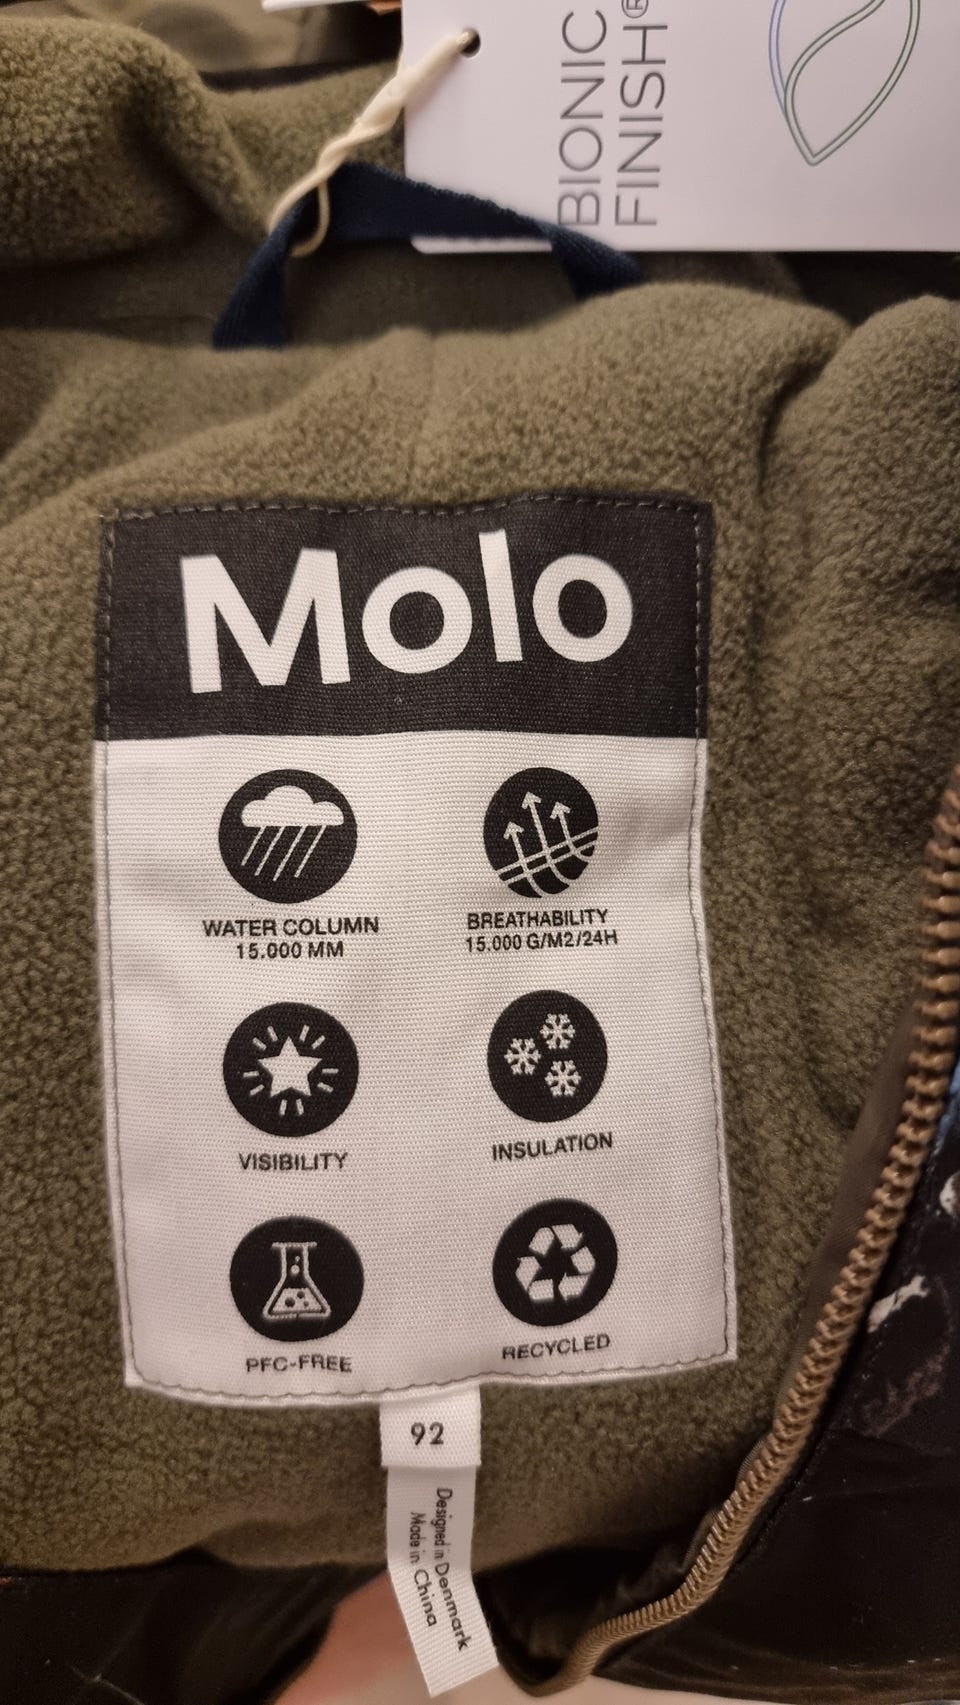 BIONIC
FINISH®
Molo
WATER COLUMN
15.000 MM
BREATHABILITY
15.000 G/M2/24H
VISIBILITY
INSULATION
PFC-FREE
RECYCLED
92
Designed in Denmark
Made in China